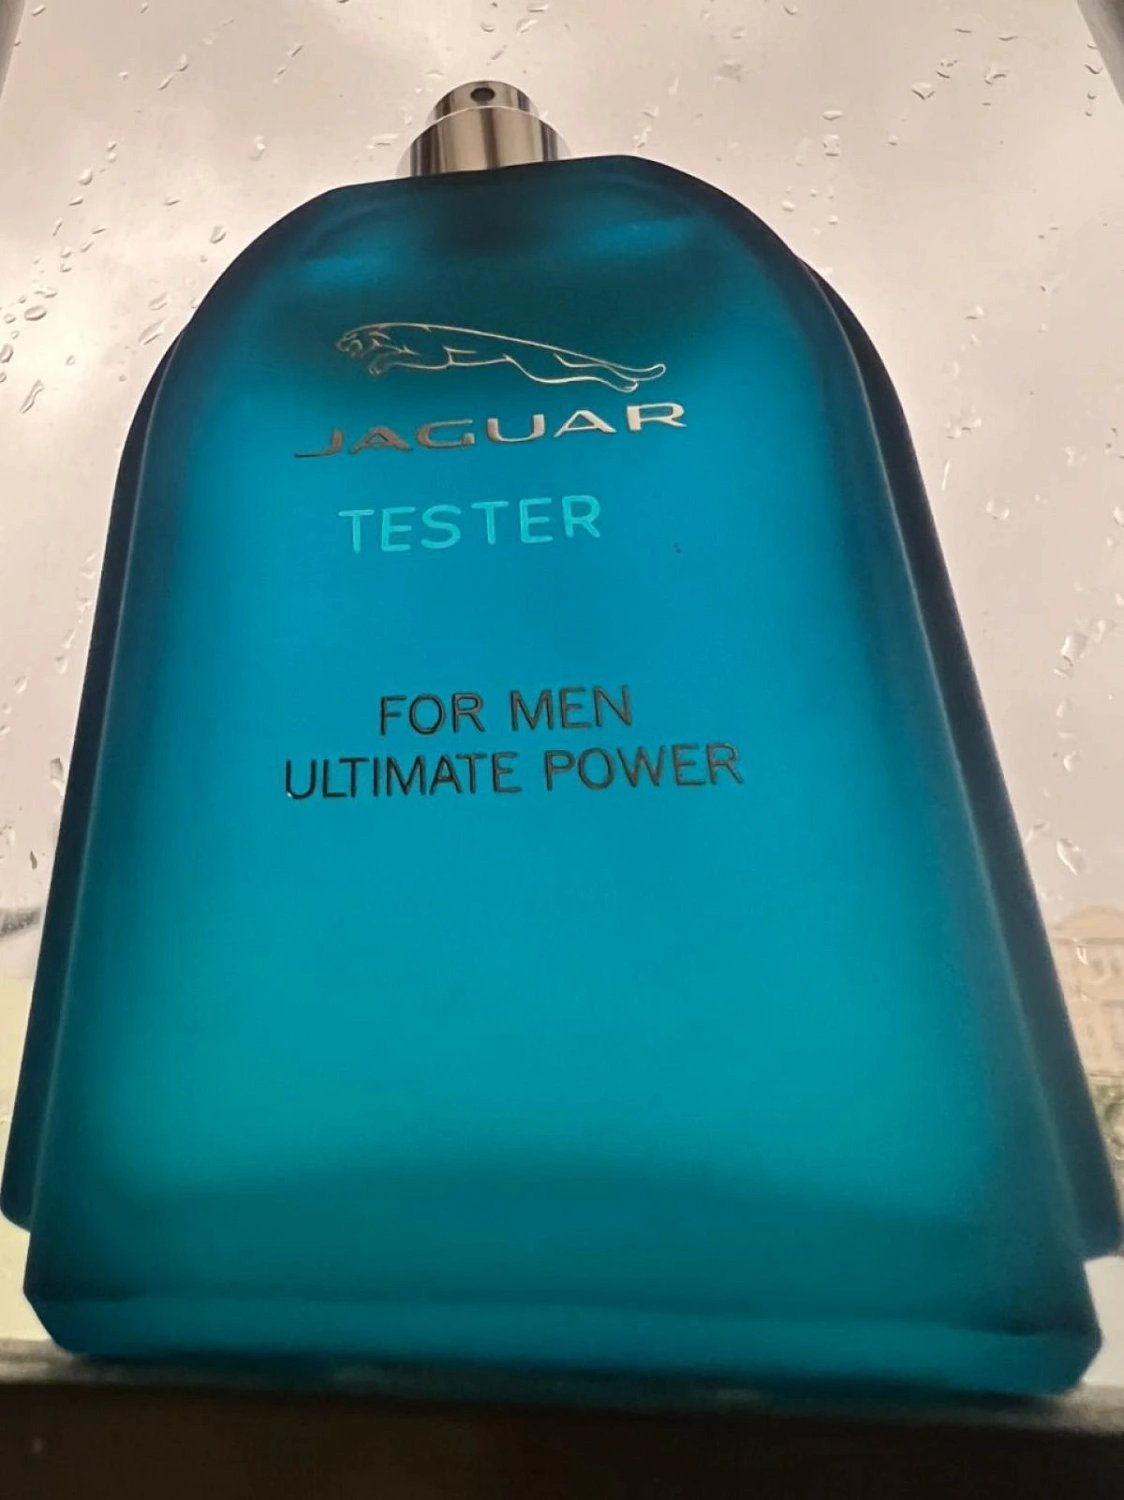 JAGUAR
TESTER
FOR MEN
ULTIMATE POWER